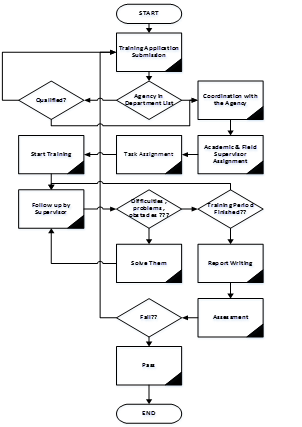 START
Training Application
Submission
Qualified?
Agency in
Department List
Coordination with
the Agency
Start Training
Task Assignment
Academic & Field
Supervisor
Assignment
Follow up by
Supervisor
Difficulties ,
problems ,
obstacles ???
Training Period
Finished??
Solve Them
Report Writing
Fail??
Assessment
Pass
END